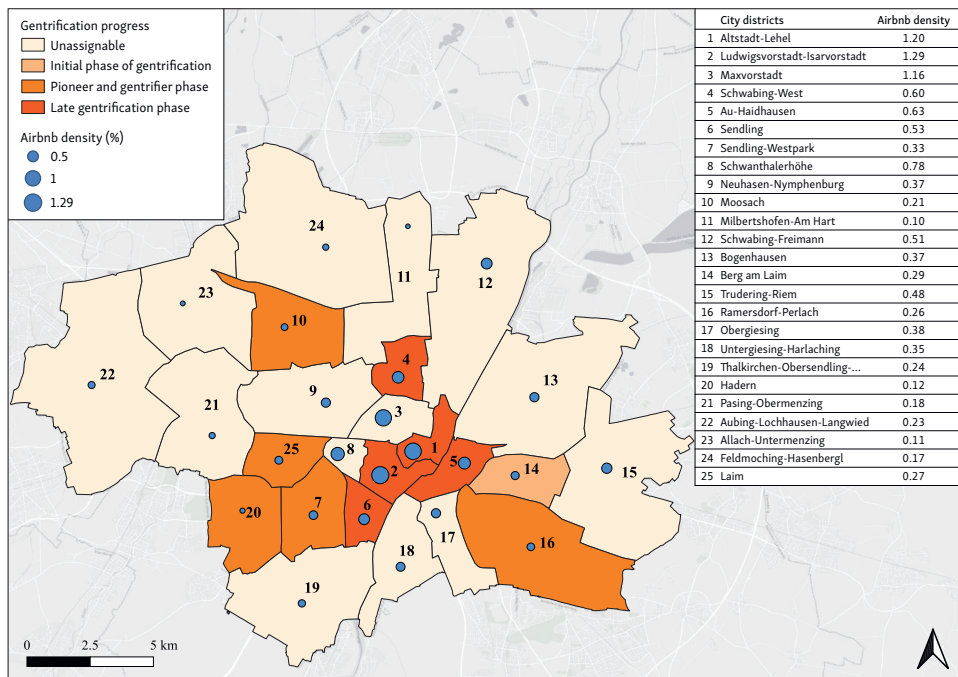 Gentrification progress
Unassignable
Initial phase of gentrification
Pioneer and gentrifier phase
Late gentrification phase
Airbnb density (%)
0.5
1
1.29
City districts Airbnb density
1 Altstadt-Lehel 1.20
2 Ludwigsvorstadt-Isarvorstadt 1.29
3 Maxvorstadt 1.16
4 Schwabing-West 0.60
5 Au-Haidhausen 0.63
6 Sendling 0.53
7 Sendling-Westpark 0.33
8 Schwanthalerhöhe 0.78
9 Neuhasen-Nymphenburg 0.37
10 Moosach 0.21
11 Milbertshofen-Am Hart 0.10
12 Schwabing-Freimann 0.51
13 Bogenhausen 0.37
14 Berg am Laim 0.29
15 Trudering-Riem 0.48
16 Ramersdorf-Perlach 0.26
17 Obergiesing 0.38
18 Untergiesing-Harlaching 0.35
19 Thalkirchen-Obersendling-... 0.24
20 Hadern 0.12
21 Pasing-Obermenzing 0.18
22 Aubing-Lochhausen-Langwied 0.23
23 Allach-Untermenzing 0.11
24 Feldmoching-Hasenbergl 0.17
25 Laim 0.27
24
11
12
23
10
4
22
21
9
13
3
1
25
8
2
5
14
15
20
7
6
17
16
18
19
0 2.5 5 km